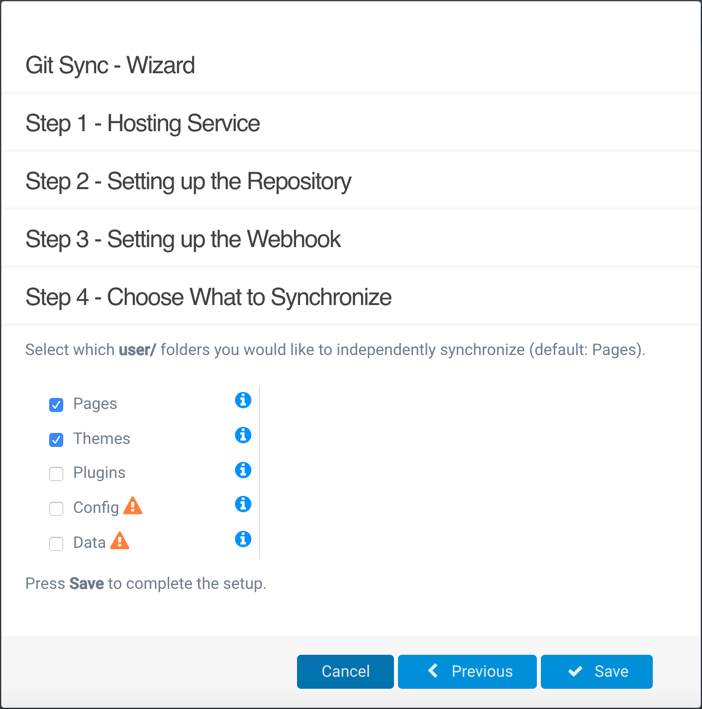 Git Sync - Wizard
Step 1 - Hosting Service
Step 2 - Setting up the Repository
Step 3 - Setting up the Webhook
Step 4 - Choose What to Synchronize
Select which user/ folders you would like to independently synchronize (default: Pages).
Pages
Themes
Plugins
Config
Data
Press Save to complete the setup.
Cancel Previous Save